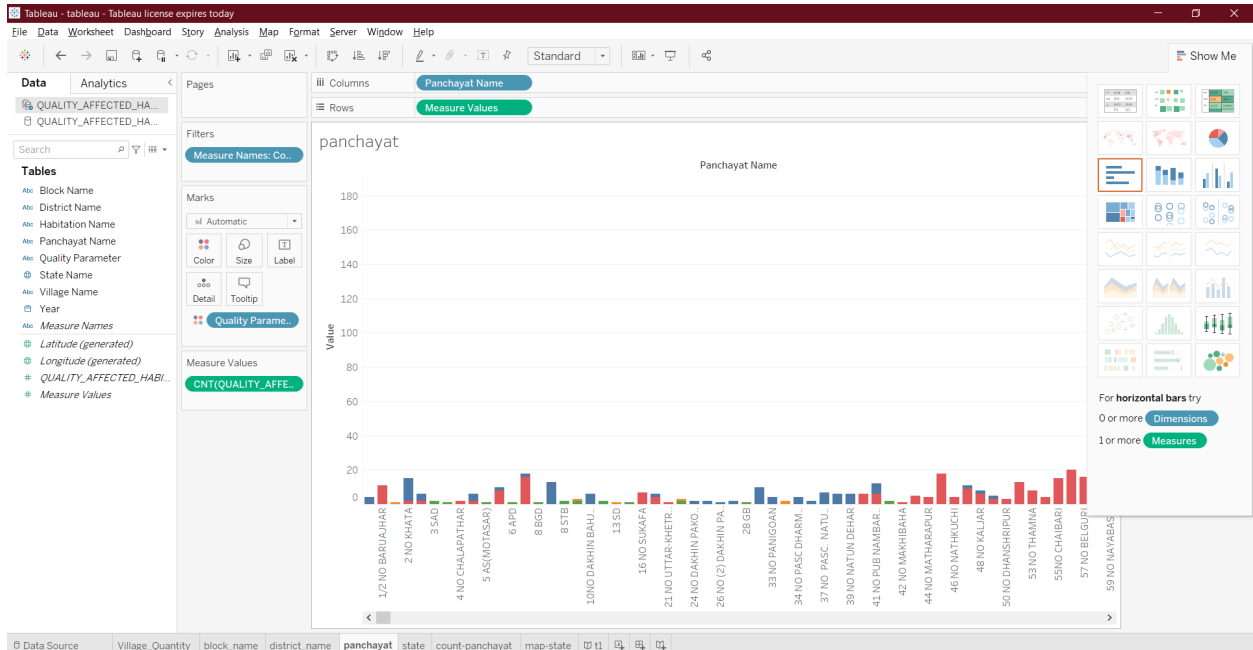 Tableau - tableau - Tableau license expires today
File Data Worksheet Dashboard Story Analysis Map Format Server Window Help
Standard
Show Me
Data Analytics
QUALITY_AFFECTED_HA...
QUALITY_AFFECTED_HA...
Search
Tables
Abc Block Name
Abc District Name
Abc Habitation Name
Abc Panchayat Name
Abc Quality Parameter
State Name
Abc Village Name
Year
Abc Measure Names
Latitude (generated)
Longitude (generated)
# QUALITY_AFFECTED_HABI...
# Measure Values
Pages
Filters
Measure Names: Co..
Marks
Automatic
Color Size Label
Detail Tooltip
Quality Parame..
Measure Values
CNT(QUALITY_AFFE..
Columns Panchayat Name
Rows Measure Values
panchayat
Panchayat Name
Value
180
160
140
120
100
80
60
40
20
0
1/2 NO BARUAJHAR
2 NO KHATA
3 SAD
4 NO CHALAPATHAR
5 AS(MOTASAR)
6 APD
8 BGD
8 STB
10NO DAKHIN BAHJ..
13 SD
16 NO SUKAFA
21 NO UTTAR-KHETR..
24 NO DAKHIN PAKO..
26 NO (2) DAKHIN PA..
28 GB
33 NO PANIGOAN
34 NO PASC DHARM..
37 NO PASC. NATU..
39 NO NATUN DEHAR
41 NO PUB NAMBAR..
42 NO MAKHIBAHA
44 NO MATHARAPUR
46 NO NATHKUCHI
48 NO KALJAR
50 NO DHANSHRIPUR
53 NO THAMNA
55NO CHAIBARI
57 NO BELGURI
59 NO NAYABAS
For horizontal bars try
0 or more Dimensions
1 or more Measures
Data Source Village_Quantity block_name district_name panchayat state count-panchayat map-state t1